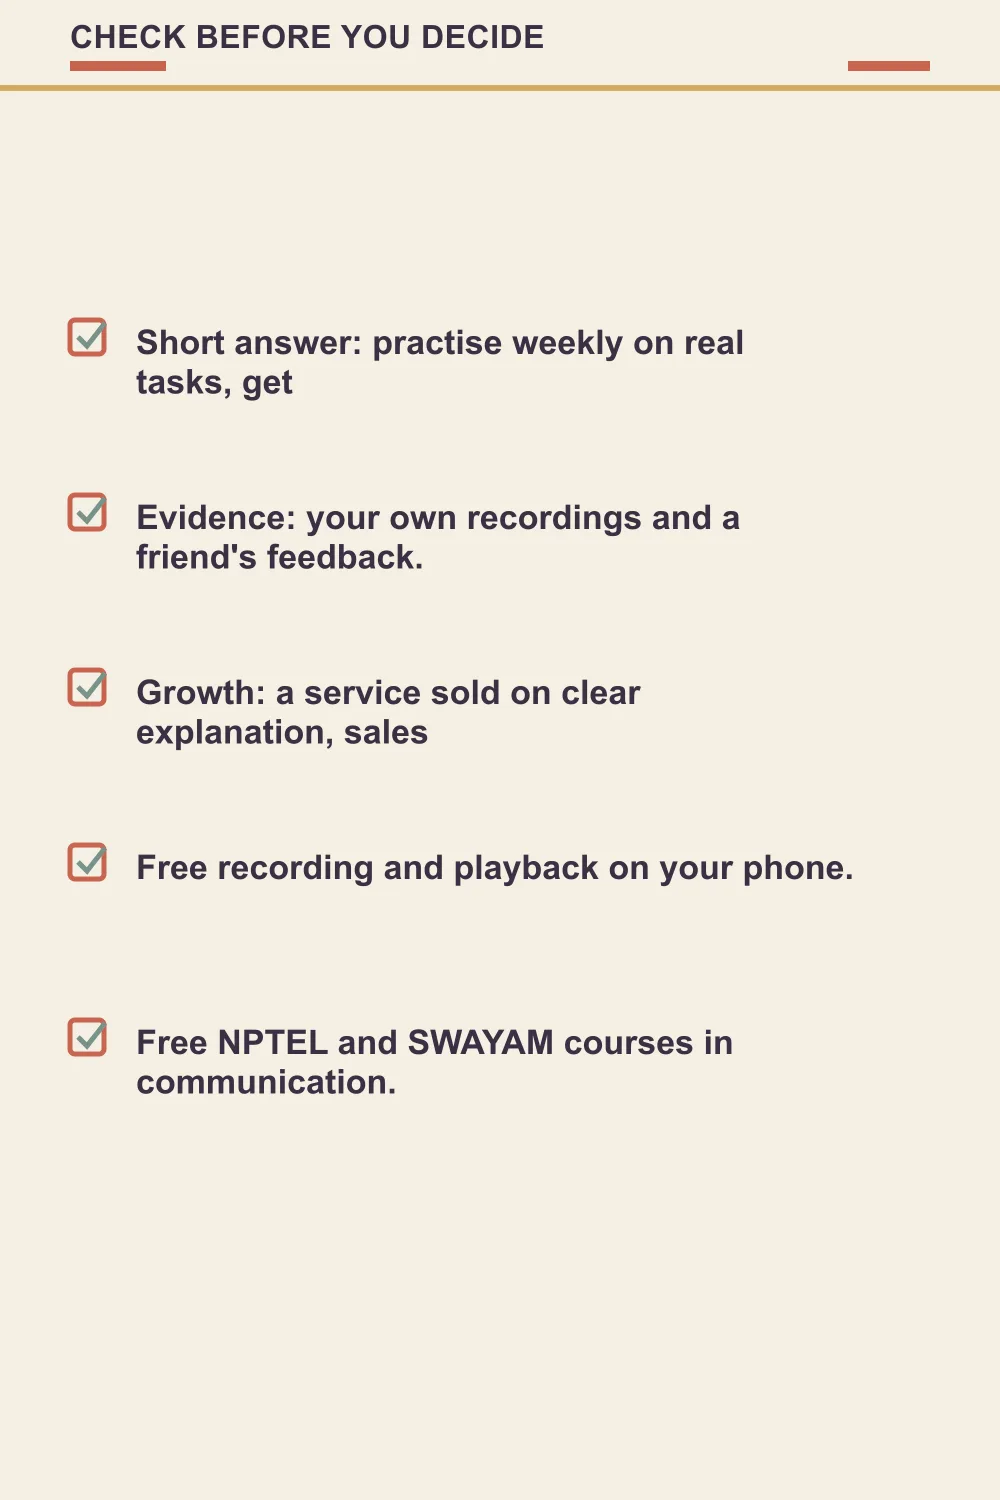 CHECK BEFORE YOU DECIDE
Short answer: practise weekly on real
tasks, get
Evidence: your own recordings and a
friend's feedback.
Growth: a service sold on clear
explanation, sales
Free recording and playback on your phone.
Free NPTEL and SWAYAM courses in
communication.